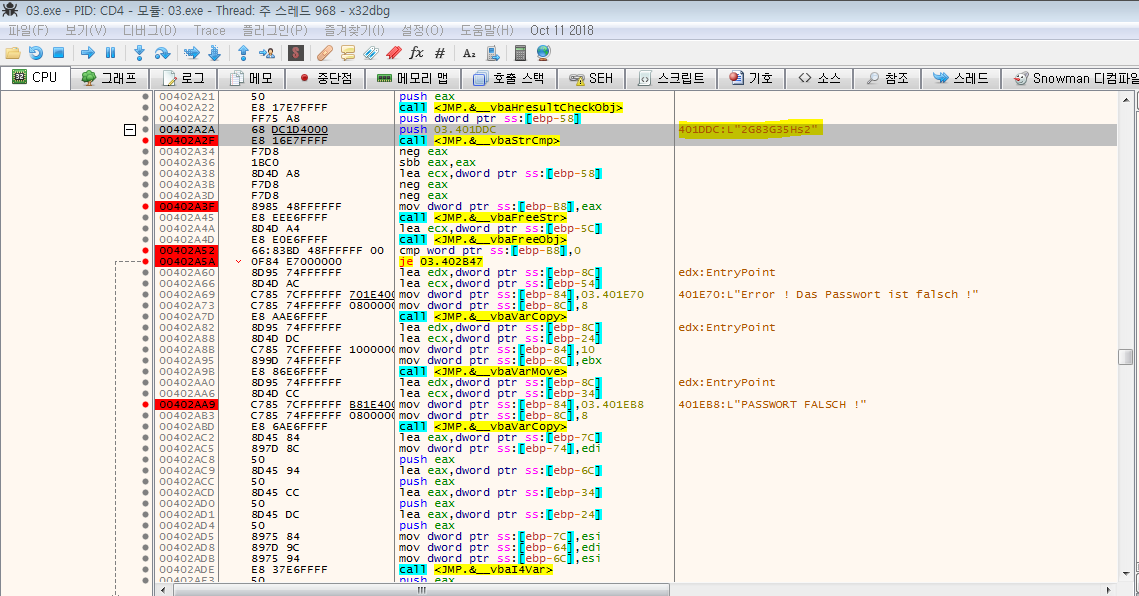 03.exe - PID: CD4 - 모듈: 03.exe - Thread: 주 스레드 968 - x32dbg
파일(F) 보기(V) 디버그(D) Trace 플러그인(P) 즐겨찾기(I) 설정(O) 도움말(H) Oct 11 2018
CPU 그래프 로그 메모 중단점 메모리 맵 호출 스택 SEH 스크립트 기호 소스 참조 스레드 Snowman 디컴파일
00402A21 50 push eax
00402A22 E8 17E7FFFF call <JMP.&__vbaHresultCheckObj>
00402A27 FF75 A8 push dword ptr ss:[ebp-58]
00402A2A 68 DC1D4000 push 03.401DDC 401DDC:L"2G83G35Hs2"
00402A2F E8 16E7FFFF call <JMP.&__vbaStrCmp>
00402A34 F7D8 neg eax
00402A36 1BC0 sbb eax,eax
00402A38 8D4D A8 lea ecx,dword ptr ss:[ebp-58]
00402A3B F7D8 neg eax
00402A3D F7D8 neg eax
00402A3F 8985 48FFFFFF mov dword ptr ss:[ebp-B8],eax
00402A45 E8 EEE6FFFF call <JMP.&__vbaFreeStr>
00402A4A 8D4D A4 lea ecx,dword ptr ss:[ebp-5C]
00402A4D E8 E0E6FFFF call <JMP.&__vbaFreeObj>
00402A52 66:83BD 48FFFFFF 00 cmp word ptr ss:[ebp-B8],0
00402A5A 0F84 E7000000 je 03.402B47
00402A60 8D95 74FFFFFF lea edx,dword ptr ss:[ebp-8C] edx:EntryPoint
00402A66 8D4D AC lea ecx,dword ptr ss:[ebp-54]
00402A69 C785 7CFFFFFF 701E400 mov dword ptr ss:[ebp-84],03.401E70 401E70:L"Error ! Das Passwort ist falsch !"
00402A73 C785 74FFFFFF 0800000 mov dword ptr ss:[ebp-8C],8
00402A7D E8 AAE6FFFF call <JMP.&__vbaVarCopy>
00402A82 8D95 74FFFFFF lea edx,dword ptr ss:[ebp-8C] edx:EntryPoint
00402A88 8D4D DC lea ecx,dword ptr ss:[ebp-24]
00402A8B C785 7CFFFFFF 1000000 mov dword ptr ss:[ebp-84],10
00402A95 899D 74FFFFFF mov dword ptr ss:[ebp-8C],ebx
00402A9B E8 86E6FFFF call <JMP.&__vbaVarMove>
00402AA0 8D95 74FFFFFF lea edx,dword ptr ss:[ebp-8C] edx:EntryPoint
00402AA6 8D4D CC lea ecx,dword ptr ss:[ebp-34]
00402AA9 C785 7CFFFFFF B81E400 mov dword ptr ss:[ebp-84],03.401EB8 401EB8:L"PASSWORT FALSCH !"
00402AB3 C785 74FFFFFF 0800000 mov dword ptr ss:[ebp-8C],8
00402ABD E8 6AE6FFFF call <JMP.&__vbaVarCopy>
00402AC2 8D45 84 lea eax,dword ptr ss:[ebp-7C]
00402AC5 897D 8C mov dword ptr ss:[ebp-74],edi
00402AC8 50 push eax
00402AC9 8D45 94 lea eax,dword ptr ss:[ebp-6C]
00402ACC 50 push eax
00402ACD 8D45 CC lea eax,dword ptr ss:[ebp-34]
00402AD0 50 push eax
00402AD1 8D45 DC lea eax,dword ptr ss:[ebp-24]
00402AD4 50 push eax
00402AD5 8975 84 mov dword ptr ss:[ebp-7C],esi
00402AD8 897D 9C mov dword ptr ss:[ebp-64],edi
00402ADB 8975 94 mov dword ptr ss:[ebp-6C],esi
00402ADE E8 37E6FFFF call <JMP.&__vbaI4Var>
00402AE3 50 push eax